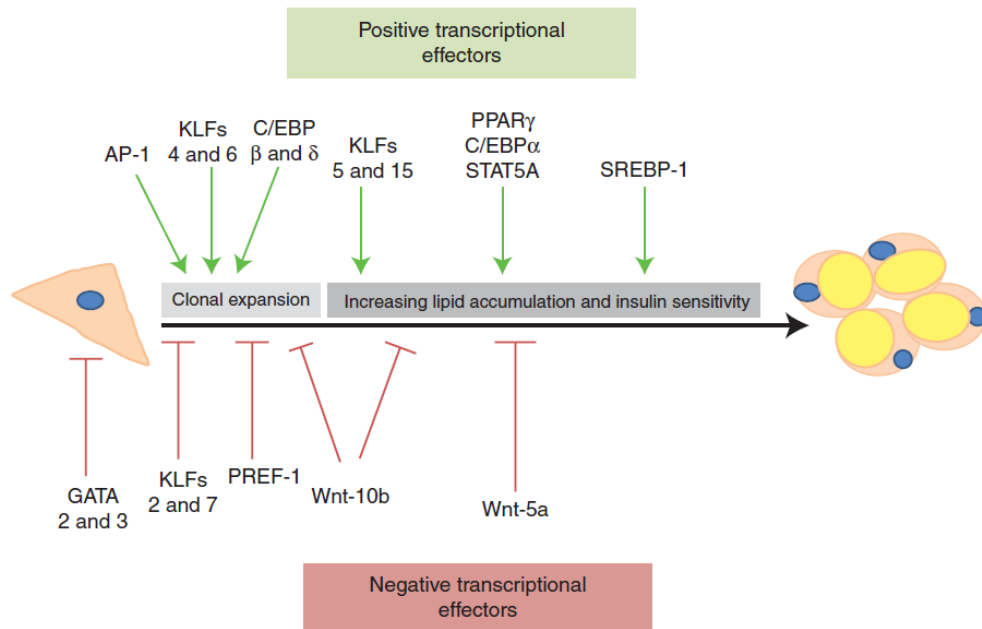 Positive transcriptional
effectors
AP-1
KLFs
4 and 6
C/EBP
β and δ
KLFs
5 and 15
PPARγ
C/EBPα
STAT5A
SREBP-1
Clonal expansion
Increasing lipid accumulation and insulin sensitivity
GATA
2 and 3
KLFs
2 and 7
PREF-1
Wnt-10b
Wnt-5a
Negative transcriptional
effectors